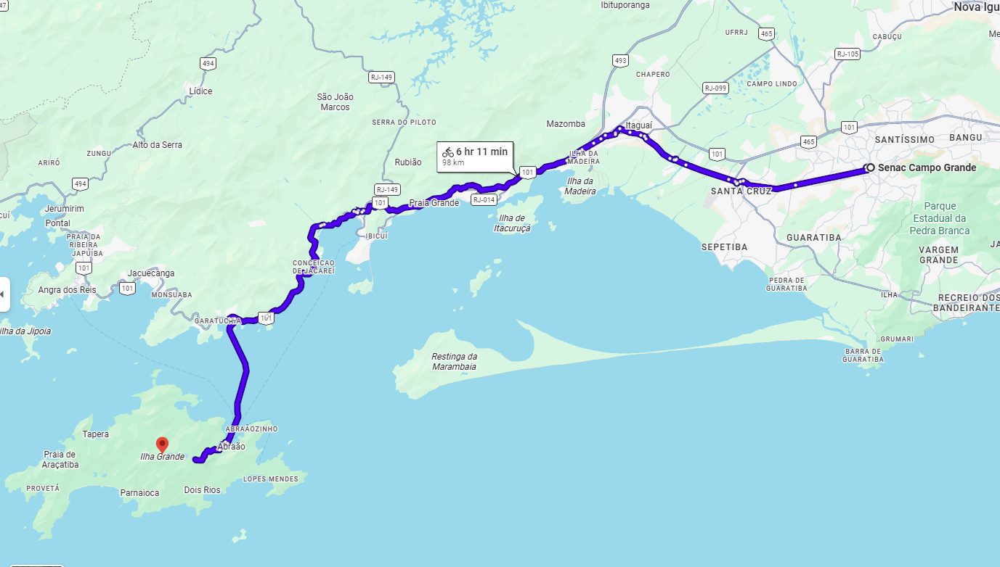 47
Ibituporanga
Nova Igu
UFRRJ
465
CABUÇU
Me
RJ-105
493
494
CHAPERO
RJ-149
CAMPO LINDO
RJ-099
Lídice
São João
Marcos
SERRA DO PILOTO
Mazomba
Itaguaí
101
465
SANTÍSSIMO
BANGU
Alto da Serra
ZUNGU
ARIRÓ
6 hr 11 min
98 km
ILHA DA
MADEIRA
101
Rubião
101
Senac Campo Grande
494
Ilha da
Madeira
SANTA CRUZ
RJ-149
101
Praia Grande
RJ-014
Jerumirim
cuí
Pontal
Ilha de
Itacuruçá
Parque
Estadual da
Pedra Branca
PRAIA DA
RIBEIRA
JAPUÍBA
IBICUÍ
GUARATIBA
SEPETIBA
JA
VARGEM
GRANDE
CONCEICAO
DE JACAREI
101
Jacuecanga
PEDRA DE
GUARATIBA
Angra dos Reis
101
MONSUABA
ILHA
RECREIO DOS
BANDEIRANTE
GARATUCAIA
101
ilha da Jipoia
GRUMARI
BARRA DE
GUARATIBA
Restinga da
Marambaia
ABRAÃOZINHO
Tapera
Abraão
Ilha Grande
Praia de
Araçatiba
LOPES MENDES
PROVETÁ
Parnaioca
Dois Rios